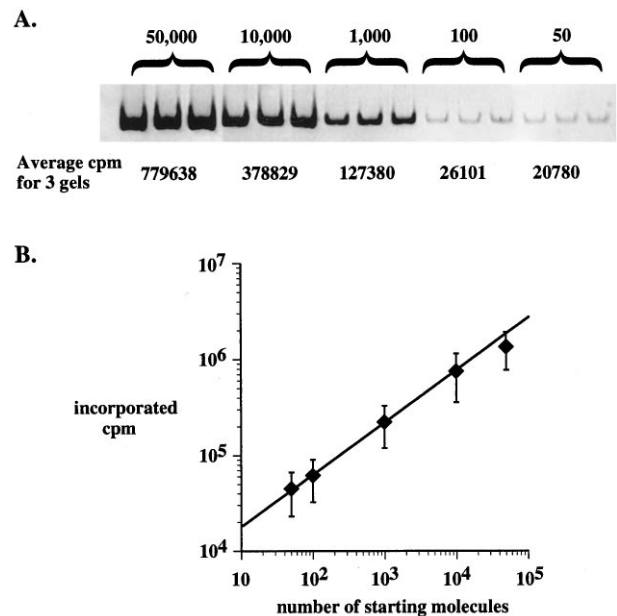 A.
50,000 10,000 1,000 100 50
Average cpm
for 3 gels
779638 378829 127380 26101 20780
B.
10⁷
10⁶
10⁵
10⁴
incorporated
cpm
10 10² 10³ 10⁴ 10⁵
number of starting molecules